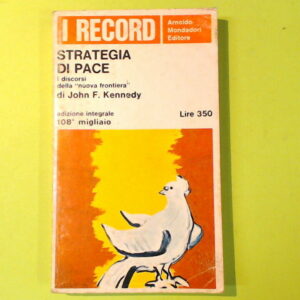 I RECORD
Arnoldo
Mondadori
Editore
STRATEGIA
DI PACE
i discorsi
della "nuova frontiera"
di John F. Kennedy
Lire 350
edizione integrale
108° migliaio